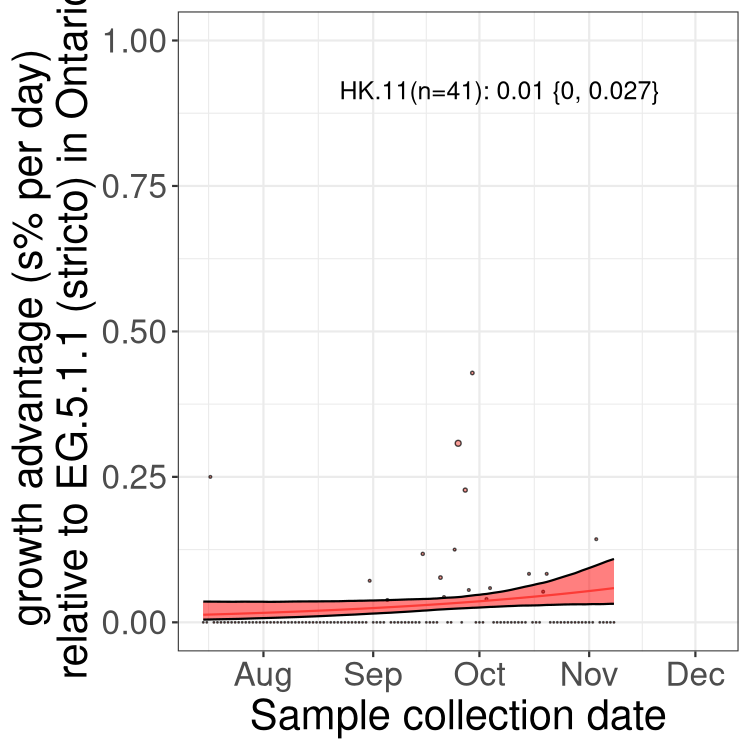 growth advantage (s% per day)
relative to EG.5.1.1 (stricto) in Ontario
1.00
0.75
0.50
0.25
0.00
HK.11(n=41): 0.01 {0, 0.027}
Aug Sep Oct Nov Dec
Sample collection date